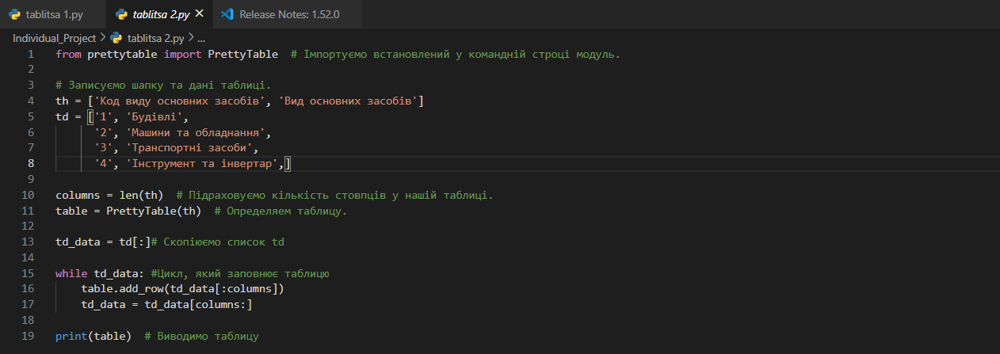 tablitsa 1.py tablitsa 2.py Release Notes: 1.52.0
Individual_Project > tablitsa 2.py > ...
1 from prettytable import PrettyTable  # Імпортуємо встановлений у командній строці модуль.
2
3 # Записуємо шапку та дані таблиці.
4 th = ['Код виду основних засобів', 'Вид основних засобів']
5 td = ['1', 'Будівлі',
6       '2', 'Машини та обладнання',
7       '3', 'Транспортні засоби',
8       '4', 'Інструмент та інвертар',]
9
10 columns = len(th)  # Підраховуємо кількість стовпців у нашій таблиці.
11 table = PrettyTable(th)  # Определяем таблицу.
12
13 td_data = td[:]# Скопіюємо список td
14
15 while td_data: #Цикл, який заповнює таблицю
16     table.add_row(td_data[:columns])
17     td_data = td_data[columns:]
18
19 print(table)  # Виводимо таблицу